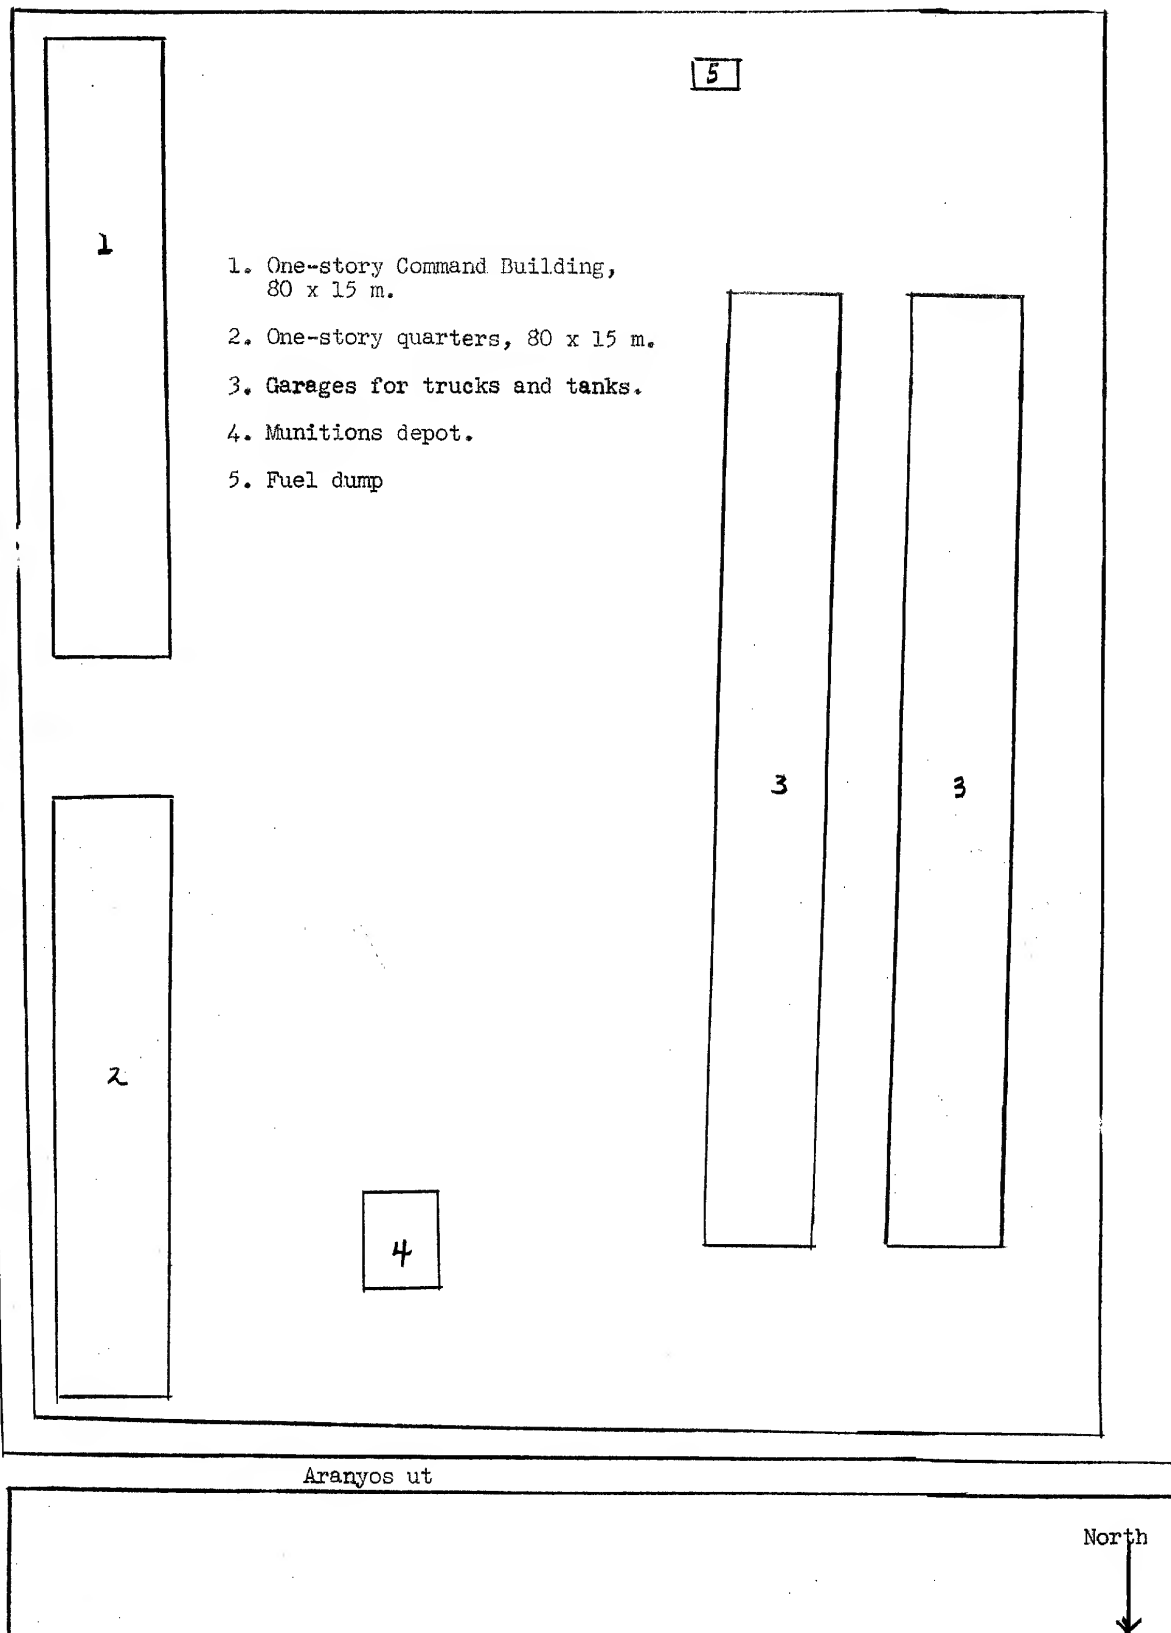 5
1
1. One-story Command Building,
80 x 15 m.
2. One-story quarters, 80 x 15 m.
3. Garages for trucks and tanks.
4. Munitions depot.
5. Fuel dump
3
3
2
4
Aranyos ut
North